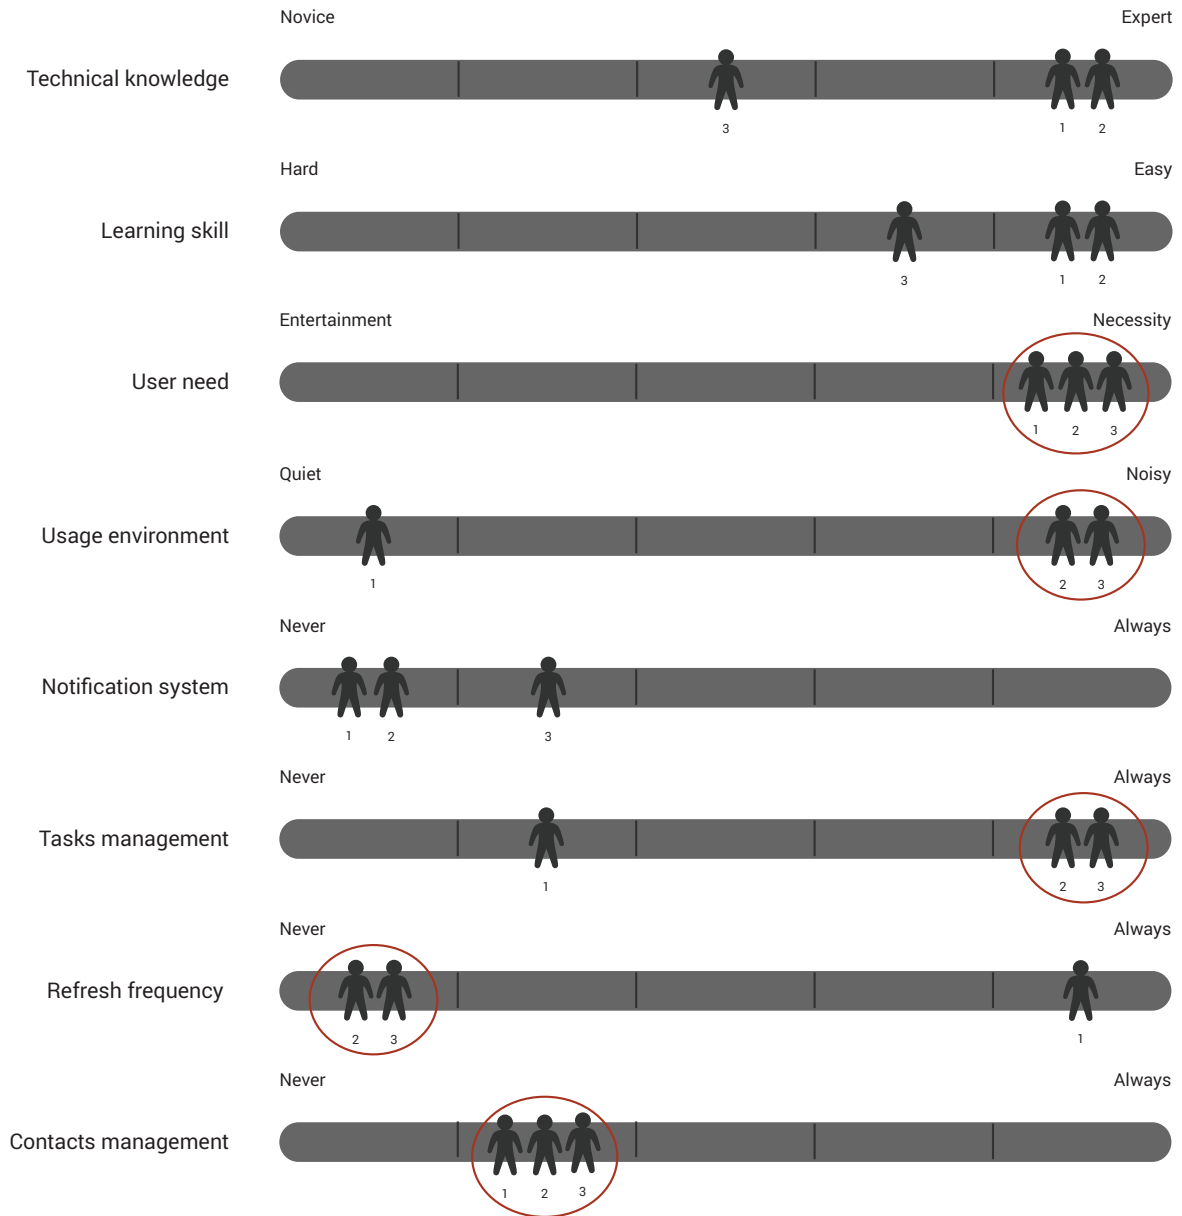 Novice Expert
Technical knowledge
3 1 2
Hard Easy
Learning skill
3 1 2
Entertainment Necessity
User need
1 2 3
Quiet Noisy
Usage environment
1 2 3
Never Always
Notification system
1 2 3
Never Always
Tasks management
1 2 3
Never Always
Refresh frequency
2 3 1
Never Always
Contacts management
1 2 3